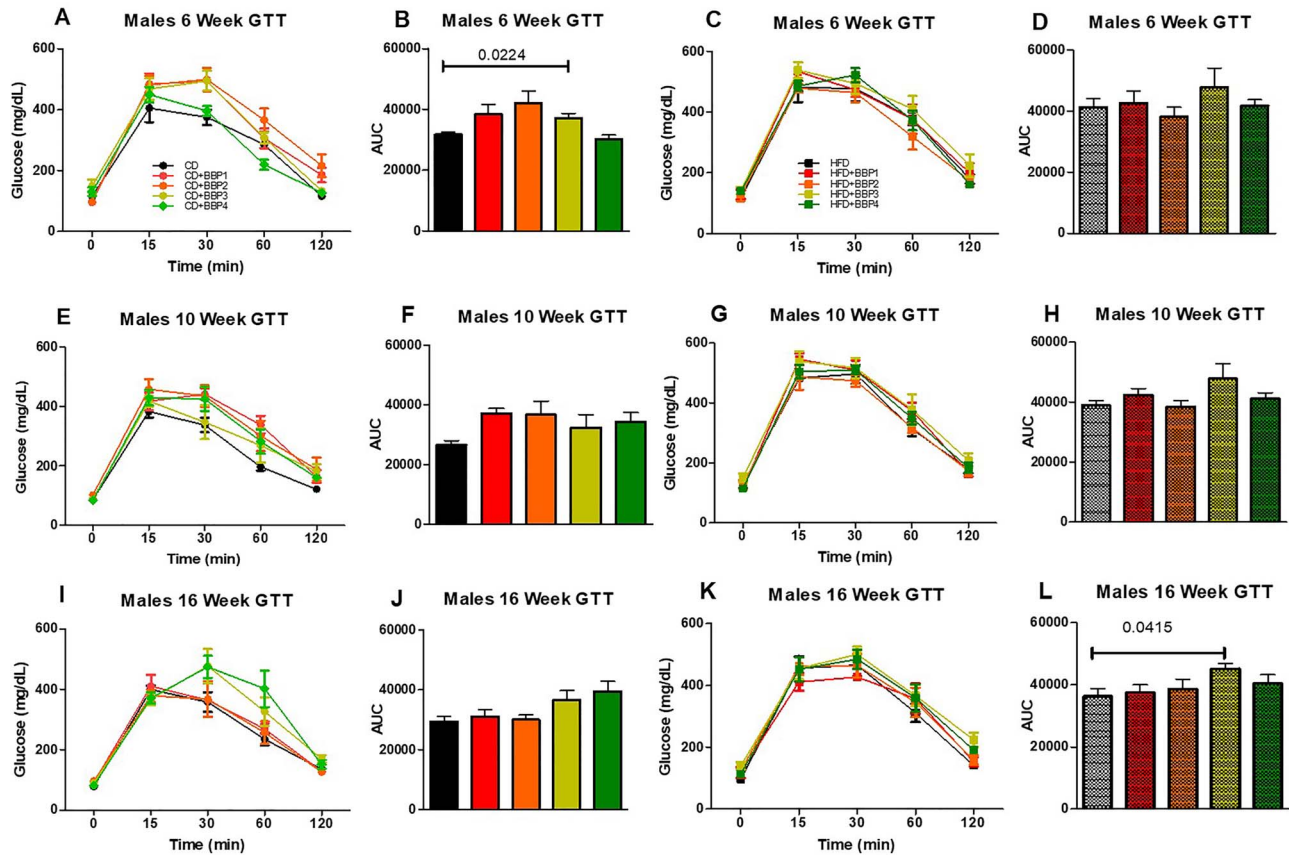 A Males 6 Week GTT
Glucose (mg/dL)
600
400
200
0
CD
CD+BBP1
CD+BBP2
CD+BBP3
CD+BBP4
0 15 30 60 120
Time (min)
B Males 6 Week GTT
AUC
60000
40000
20000
0
0.0224
C Males 6 Week GTT
Glucose (mg/dL)
600
400
200
0
HFD
HFD+BBP1
HFD+BBP2
HFD+BBP3
HFD+BBP4
0 15 30 60 120
Time (min)
D Males 6 Week GTT
AUC
60000
40000
20000
0
E Males 10 Week GTT
Glucose (mg/dL)
600
400
200
0
0 15 30 60 120
Time (min)
F Males 10 Week GTT
AUC
60000
40000
20000
0
G Males 10 Week GTT
Glucose (mg/dL)
600
400
200
0
0 15 30 60 120
Time (min)
H Males 10 Week GTT
AUC
60000
40000
20000
0
I Males 16 Week GTT
Glucose (mg/dL)
600
400
200
0
0 15 30 60 120
Time (min)
J Males 16 Week GTT
AUC
60000
40000
20000
0
K Males 16 Week GTT
Glucose (mg/dL)
600
400
200
0
0 15 30 60 120
Time (min)
L Males 16 Week GTT
AUC
60000
40000
20000
0
0.0415